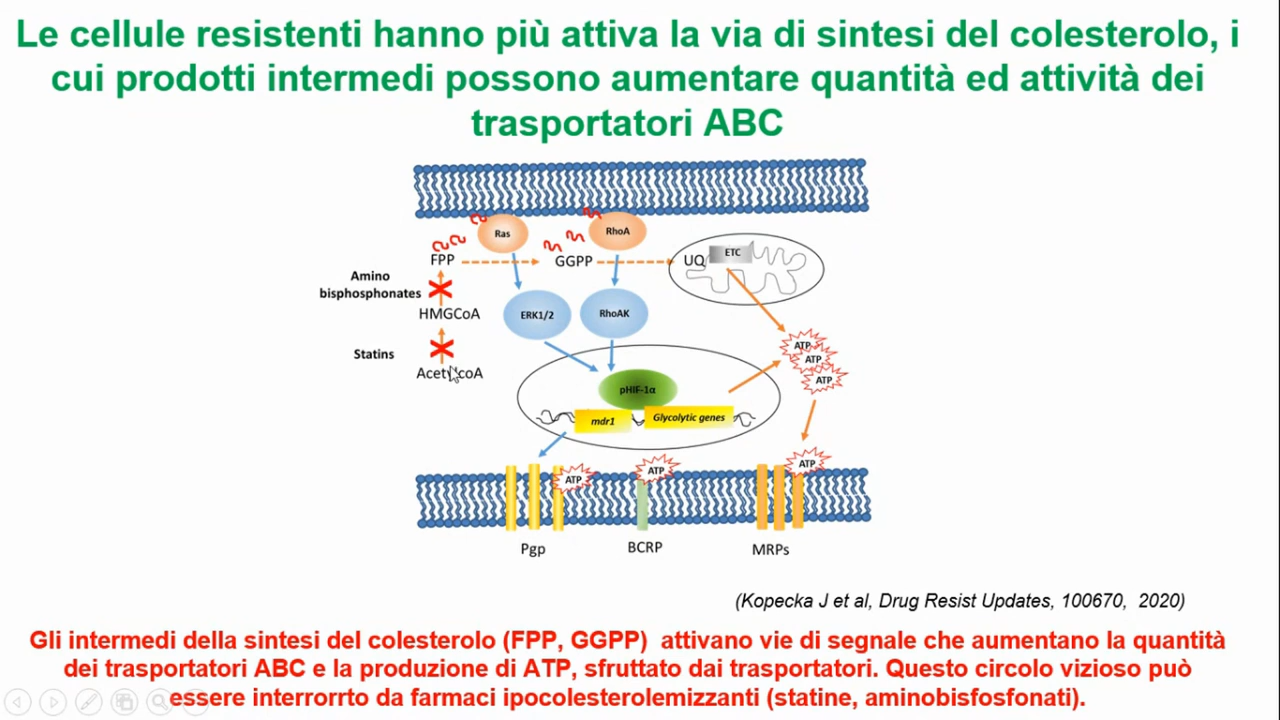 Le cellule resistenti hanno più attiva la via di sintesi del colesterolo, i
cui prodotti intermedi possono aumentare quantità ed attività dei
trasportatori ABC
Ras
RhoA
FPP
GGPP
UQ
ETC
Amino
bisphosphonates
HMGCoA
ERK1/2
RhoAK
Statins
AcetylcoA
ATP
ATP
ATP
pHIF-1α
mdr1
Glycolytic genes
ATP
ATP
ATP
Pgp
BCRP
MRPs
(Kopecka J et al, Drug Resist Updates, 100670, 2020)
Gli intermedi della sintesi del colesterolo (FPP, GGPP) attivano vie di segnale che aumentano la quantità
dei trasportatori ABC e la produzione di ATP, sfruttato dai trasportatori. Questo circolo vizioso può
essere interrorrto da farmaci ipocolesterolemizzanti (statine, aminobisfosfonati).